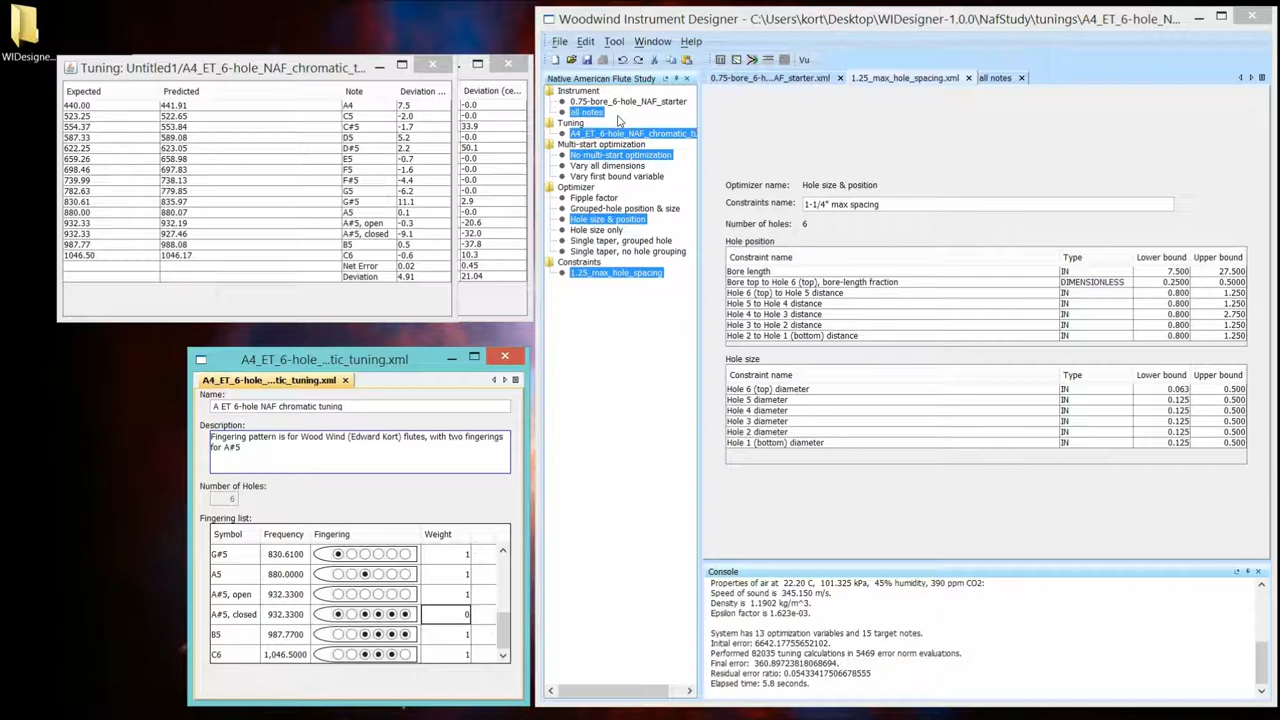 WIDesigne...
Tuning: Untitled1/A4_ET_6-hole_NAF_chromatic_t...
Expected Predicted Note Deviation ... Deviation (ce...
440.00 441.91 A4 7.5 -0.0
523.25 522.65 C5 -2.0 -0.0
554.37 553.84 C#5 -1.7 33.9
587.33 589.08 D5 5.2 -0.0
622.25 623.05 D#5 2.2 50.1
659.26 658.98 E5 -0.7 -0.0
698.46 697.83 F5 -1.6 -0.0
739.99 738.13 F#5 -4.4 -0.0
782.63 779.85 G5 -6.2 -0.0
830.61 835.97 G#5 11.1 2.9
880.00 880.07 A5 0.1 -0.0
932.33 932.19 A#5, open -0.3 -20.6
932.33 927.46 A#5, closed -9.1 -32.0
987.77 988.08 B5 0.5 -37.8
1046.50 1046.17 C6 -0.6 10.3
Net Error 0.02 0.45
Deviation 4.91 21.04
A4_ET_6-hole_...tic_tuning.xml
A4_ET_6-hole_...tic_tuning.xml
Name:
A ET 6-hole NAF chromatic tuning
Description:
Fingering pattern is for Wood Wind (Edward Kort) flutes, with two fingerings
for A#5
Number of Holes:
6
Fingering list:
Symbol Frequency Fingering Weight
G#5 830.6100 1
A5 880.0000 1
A#5, open 932.3300 1
A#5, closed 932.3300 0
B5 987.7700 1
C6 1,046.5000 1
Woodwind Instrument Designer - C:\Users\kort\Desktop\WIDesigner-1.0.0\NafStudy\tunings\A4_ET_6-hole_N...
File Edit Tool Window Help
Vu
Native American Flute Study
Instrument
0.75-bore_6-hole_NAF_starter
all notes
Tuning
A4_ET_6-hole_NAF_chromatic_tu
Multi-start optimization
No multi-start optimization
Vary all dimensions
Vary first bound variable
Optimizer
Fipple factor
Grouped-hole position & size
Hole size & position
Hole size only
Single taper, grouped hole
Single taper, no hole grouping
Constraints
1.25_max_hole_spacing
0.75-bore_6-h...AF_starter.xml 1.25_max_hole_spacing.xml all notes
Optimizer name: Hole size & position
Constraints name: 1-1/4" max spacing
Number of holes: 6
Hole position
Constraint name Type Lower bound Upper bound
Bore length IN 7.500 27.500
Bore top to Hole 6 (top), bore-length fraction DIMENSIONLESS 0.2500 0.5000
Hole 6 (top) to Hole 5 distance IN 0.800 1.250
Hole 5 to Hole 4 distance IN 0.800 1.250
Hole 4 to Hole 3 distance IN 0.800 2.750
Hole 3 to Hole 2 distance IN 0.800 1.250
Hole 2 to Hole 1 (bottom) distance IN 0.800 1.250
Hole size
Constraint name Type Lower bound Upper bound
Hole 6 (top) diameter IN 0.063 0.500
Hole 5 diameter IN 0.125 0.500
Hole 4 diameter IN 0.125 0.500
Hole 3 diameter IN 0.125 0.500
Hole 2 diameter IN 0.125 0.500
Hole 1 (bottom) diameter IN 0.125 0.500
Console
Properties of air at 22.20 C, 101.325 kPa, 45% humidity, 390 ppm CO2:
Speed of sound is 345.150 m/s.
Density is 1.1902 kg/m^3.
Epsilon factor is 1.623e-03.
System has 13 optimization variables and 15 target notes.
Initial error: 6642.17755652102.
Performed 82035 tuning calculations in 5469 error norm evaluations.
Final error: 360.89723818068694.
Residual error ratio: 0.05433417506678555
Elapsed time: 5.8 seconds.